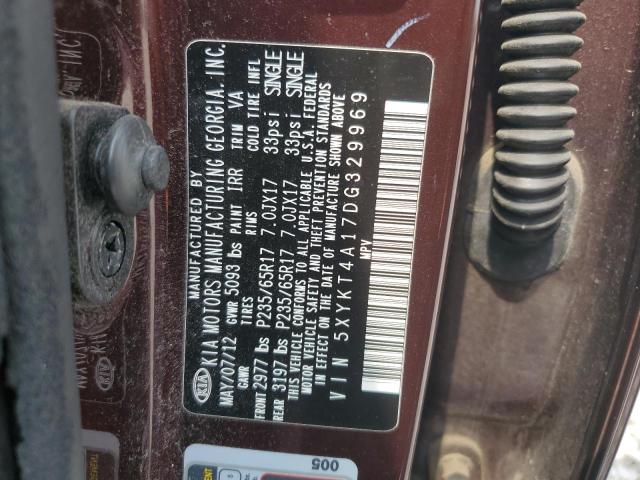 MANUFACTURED BY
KIA KIA MOTORS MANUFACTURING GEORGIA. INC.
MAY/07/12 GVWR 5093 lbs PAINT IRR TRIM VA
GAWR TIRES RIMS COLD TIRE INFL
FRONT 2977 lbs P235/65R17 7.0JX17 33psi SINGLE
REAR 3197 lbs P235/65R17 7.0JX17 33psi SINGLE
THIS VEHICLE CONFORMS TO ALL APPLICABLE U.S.A. FEDERAL
MOTOR VEHICLE SAFETY AND THEFT PREVENTION STANDARDS
IN EFFECT ON THE DATE OF MANUFACTURE SHOWN ABOVE
VIN 5XYKT4A17DG329969
MPV
005